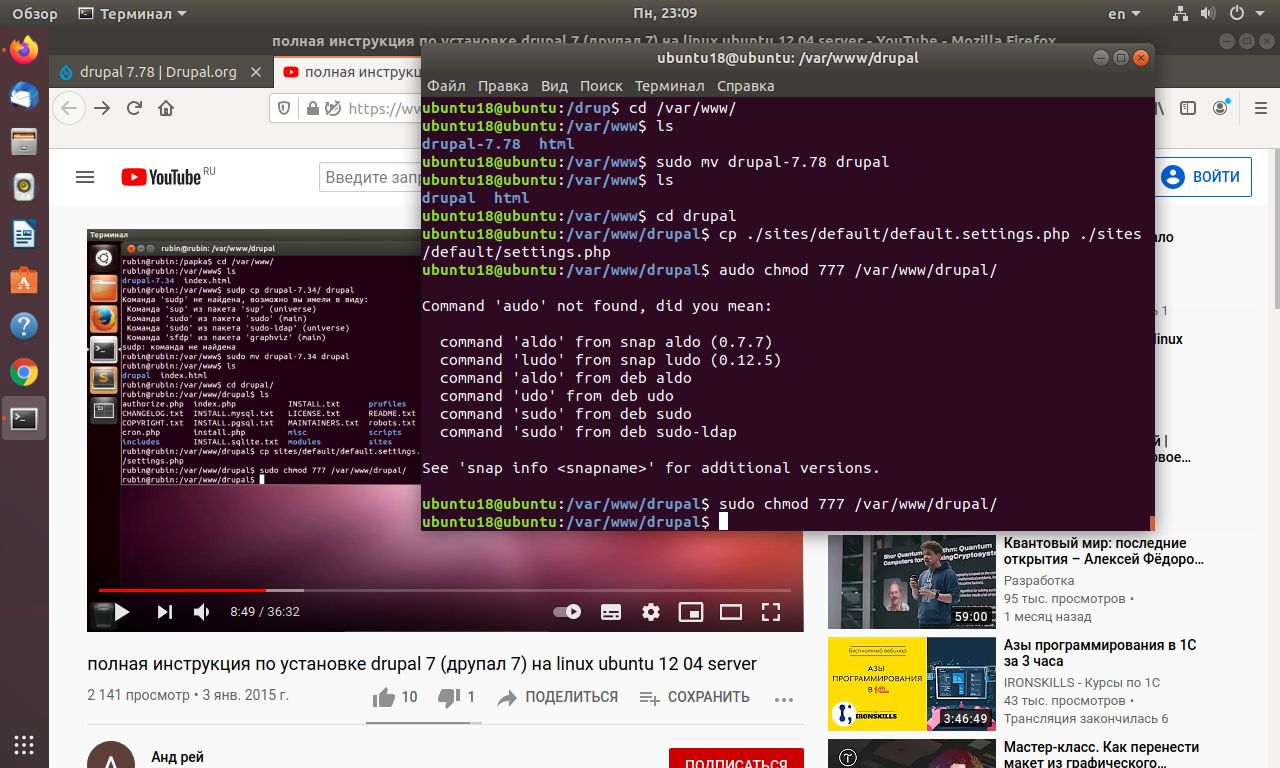 Обзор
Терминал
Пн, 23:09
en
полная инструкция по установке drupal 7 (друпал 7) на linux ubuntu 12 04 server - YouTube - Mozilla Firefox
drupal 7.78 | Drupal.org
полная инструкц
https://ww
YouTube RU
Введите запр
ВОЙТИ
ubuntu18@ubuntu: /var/www/drupal
Файл Правка Вид Поиск Терминал Справка
ubuntu18@ubuntu:/drup$ cd /var/www/
ubuntu18@ubuntu:/var/www$ ls
drupal-7.78 html
ubuntu18@ubuntu:/var/www$ sudo mv drupal-7.78 drupal
ubuntu18@ubuntu:/var/www$ ls
drupal html
ubuntu18@ubuntu:/var/www$ cd drupal
ubuntu18@ubuntu:/var/www/drupal$ cp ./sites/default/default.settings.php ./sites
/default/settings.php
ubuntu18@ubuntu:/var/www/drupal$ audo chmod 777 /var/www/drupal/
Command 'audo' not found, did you mean:
command 'aldo' from snap aldo (0.7.7)
command 'ludo' from snap ludo (0.12.5)
command 'aldo' from deb aldo
command 'udo' from deb udo
command 'sudo' from deb sudo
command 'sudo' from deb sudo-ldap
See 'snap info <snapname>' for additional versions.
ubuntu18@ubuntu:/var/www/drupal$ sudo chmod 777 /var/www/drupal/
ubuntu18@ubuntu:/var/www/drupal$
Терминал
rubin@rubin: /var/www/drupal
rubin@rubin:/papka$ cd /var/www/
rubin@rubin:/var/www$ ls
drupal-7.34 index.html
rubin@rubin:/var/www$ sudp cp drupal-7.34/ drupal
Команда 'sudp' не найдена, возможно вы имели в виду:
Команда 'sup' из пакета 'sup' (universe)
Команда 'sudo' из пакета 'sudo' (main)
Команда 'sudo' из пакета 'sudo-ldap' (universe)
Команда 'sfdp' из пакета 'graphviz' (main)
sudp: команда не найдена
rubin@rubin:/var/www$ sudo mv drupal-7.34 drupal
rubin@rubin:/var/www$ ls
drupal index.html
rubin@rubin:/var/www$ cd drupal/
rubin@rubin:/var/www/drupal$ ls
authorize.php index.php INSTALL.txt profiles
CHANGELOG.txt INSTALL.mysql.txt LICENSE.txt README.txt
COPYRIGHT.txt INSTALL.pgsql.txt MAINTAINERS.txt robots.txt
cron.php install.php misc scripts
includes INSTALL.sqlite.txt modules sites
rubin@rubin:/var/www/drupal$ cp sites/default/default.settings.
/settings.php
rubin@rubin:/var/www/drupal$ sudo chmod 777 /var/www/drupal/
rubin@rubin:/var/www/drupal$
8:49 / 36:32
полная инструкция по установке drupal 7 (друпал 7) на linux ubuntu 12 04 server
2 141 просмотр • 3 янв. 2015 г.
10
1
ПОДЕЛИТЬСЯ
СОХРАНИТЬ
А
Анд рей
ПОДПИСАТЬСЯ
ало
1
linux
й |
рвое…
59:00
Квантовый мир: последние
открытия – Алексей Фёдоро…
Разработка
95 тыс. просмотров •
1 месяц назад
Бесплатный вебинар
АЗЫ
ПРОГРАММИРОВАНИЯ
В 1С
IRONSKILLS
3:46:49
Азы программирования в 1С
за 3 часа
IRONSKILLS - Курсы по 1С
43 тыс. просмотров •
Трансляция закончилась 6
Мастер-класс. Как перенести
макет из графического…